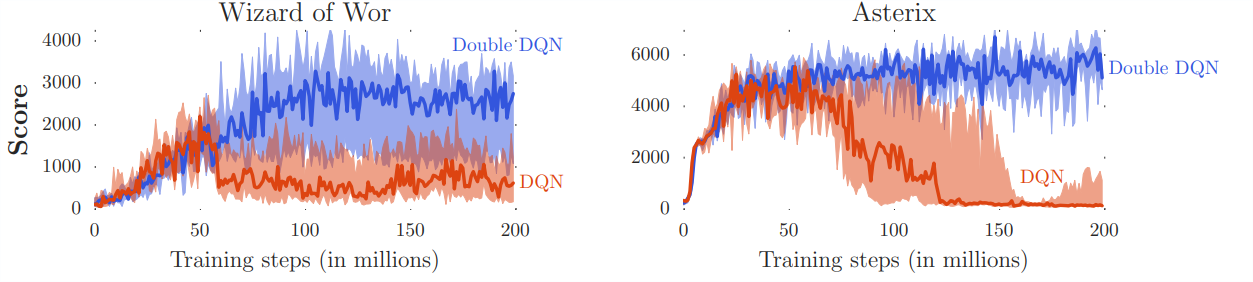 Wizard of Wor
Score
4000
3000
2000
1000
0
Double DQN
DQN
0 50 100 150 200
Training steps (in millions)
Asterix
6000
4000
2000
0
Double DQN
DQN
0 50 100 150 200
Training steps (in millions)